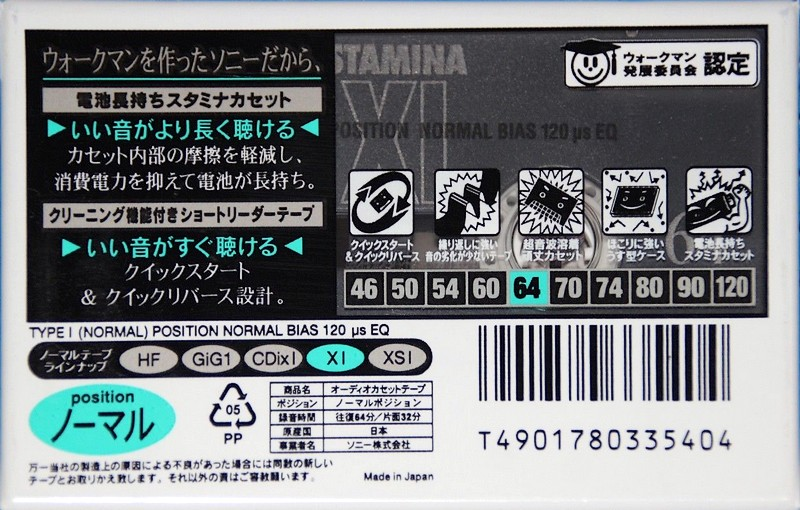 ウォークマンを作ったソニーだから、
電池長持ちスタミナカセット
▶いい音がより長く聴ける◀
カセット内部の摩擦を軽減し、
消費電力を抑えて電池が長持ち。
クリーニング機能付きショートリーダーテープ
▶いい音がすぐ聴ける◀
クイックスタート
& クイックリバース設計。
STAMINA
XI
POSITION NORMAL BIAS 120 µs EQ
ウォークマン
発展委員会 認定
クイックスタート
&クイックリバース
繰り返しに強い
音の劣化が少ないテープ
超音波溶着
頑丈カセット
ほこりに強い
うす型ケース
電池長持ち
スタミナカセット
46 50 54 60 64 70 74 80 90 120
TYPE I (NORMAL) POSITION NORMAL BIAS 120 µs EQ
ノーマルテープ
ラインナップ
HF GiG1 CDixI XI XSI
position
ノーマル
05
PP
商品名 オーディオカセットテープ
ポジション ノーマルポジション
録音時間 往復64分/片面32分
原産国 日本
事業者名 ソニー株式会社
T4901780335404
万一当社の製造上の原因による不良があった場合には同数の新しい
テープとお取りかえ致します。それ以外の責はご容赦願います。
Made in Japan